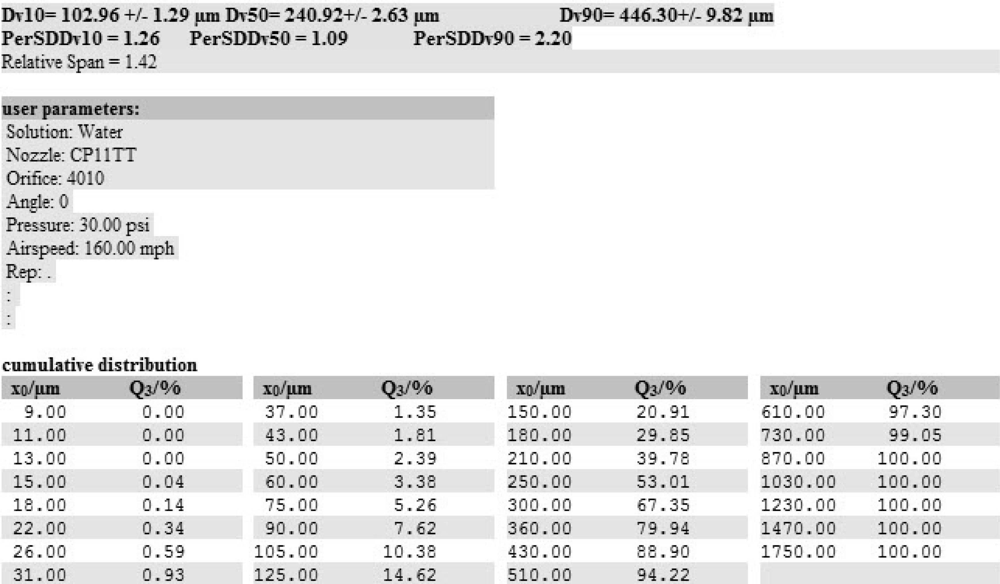 Dv10= 102.96 +/- 1.29 µm Dv50= 240.92+/- 2.63 µm Dv90= 446.30+/- 9.82 µm
PerSDDv10 = 1.26 PerSDDv50 = 1.09 PerSDDv90 = 2.20
Relative Span = 1.42
user parameters:
Solution: Water
Nozzle: CP11TT
Orifice: 4010
Angle: 0
Pressure: 30.00 psi
Airspeed: 160.00 mph
Rep: .
:
:
cumulative distribution
x0/µm Q3/% x0/µm Q3/% x0/µm Q3/% x0/µm Q3/%
9.00 0.00 37.00 1.35 150.00 20.91 610.00 97.30
11.00 0.00 43.00 1.81 180.00 29.85 730.00 99.05
13.00 0.00 50.00 2.39 210.00 39.78 870.00 100.00
15.00 0.04 60.00 3.38 250.00 53.01 1030.00 100.00
18.00 0.14 75.00 5.26 300.00 67.35 1230.00 100.00
22.00 0.34 90.00 7.62 360.00 79.94 1470.00 100.00
26.00 0.59 105.00 10.38 430.00 88.90 1750.00 100.00
31.00 0.93 125.00 14.62 510.00 94.22